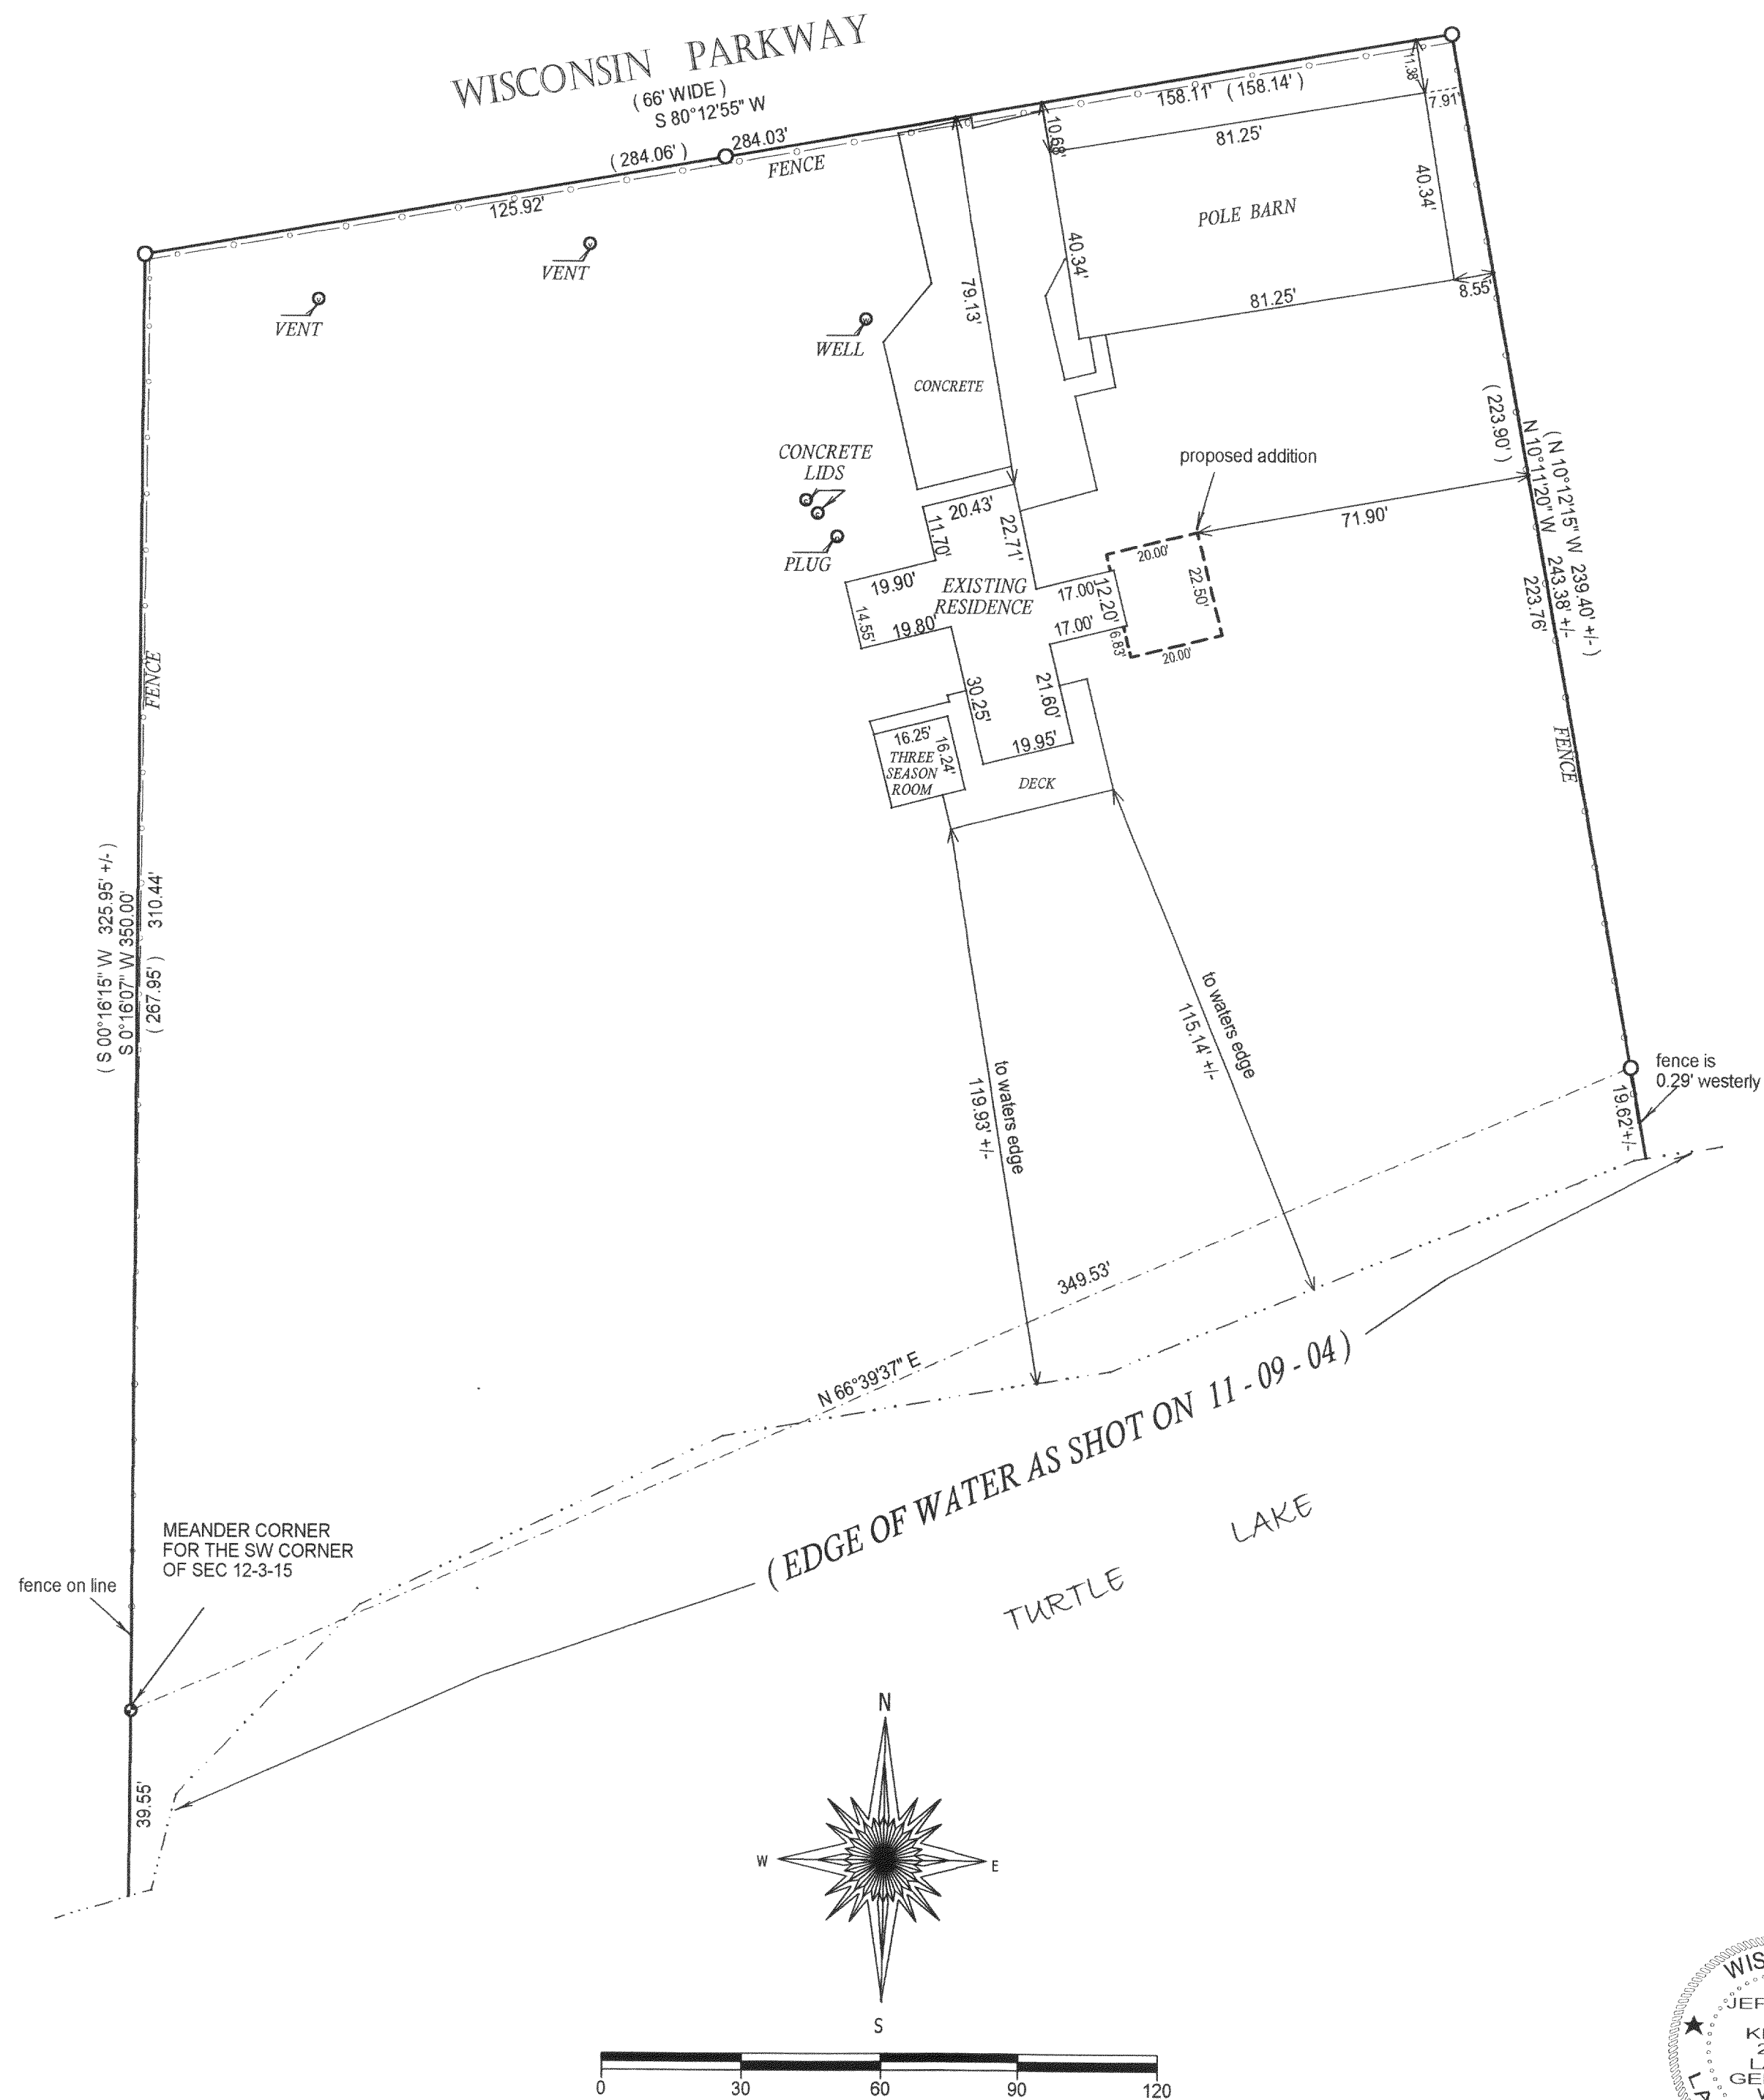 WISCONSIN PARKWAY
( 66' WIDE )
S 80°12'55" W
( 284.06' ) 284.03'
FENCE
125.92'
158.11' ( 158.14' )
11.38'
7.91'
10.68'
81.25'
40.34'
POLE BARN
40.34'
81.25'
8.55'
VENT
VENT
WELL
79.13'
CONCRETE
CONCRETE
LIDS
PLUG
proposed addition
71.90'
( 223.90' )
N 10°11'20" W 243.38' +/-
( N 10°12'15" W 239.40' +/- )
223.76'
20.43'
11.70'
22.71'
19.90'
EXISTING
RESIDENCE
14.55'
19.80'
17.00'
12.20'
17.00'
6.83'
20.00'
22.50'
20.00'
30.25'
21.60'
19.95'
16.25'
16.24'
THREE
SEASON
ROOM
DECK
FENCE
FENCE
( S 00°16'15" W 325.95' +/- )
S 0°16'07" W 350.00'
( 267.95' ) 310.44'
to waters edge
119.93' +/-
to waters edge
115.14' +/-
fence is
0.29' westerly
19.62'+/-
349.53'
N 66°39'37" E
( EDGE OF WATER AS SHOT ON 11 - 09 - 04 )
TURTLE LAKE
MEANDER CORNER
FOR THE SW CORNER
OF SEC 12-3-15
fence on line
39.55'
N
W
E
S
0 30 60 90 120
WIS
JEF